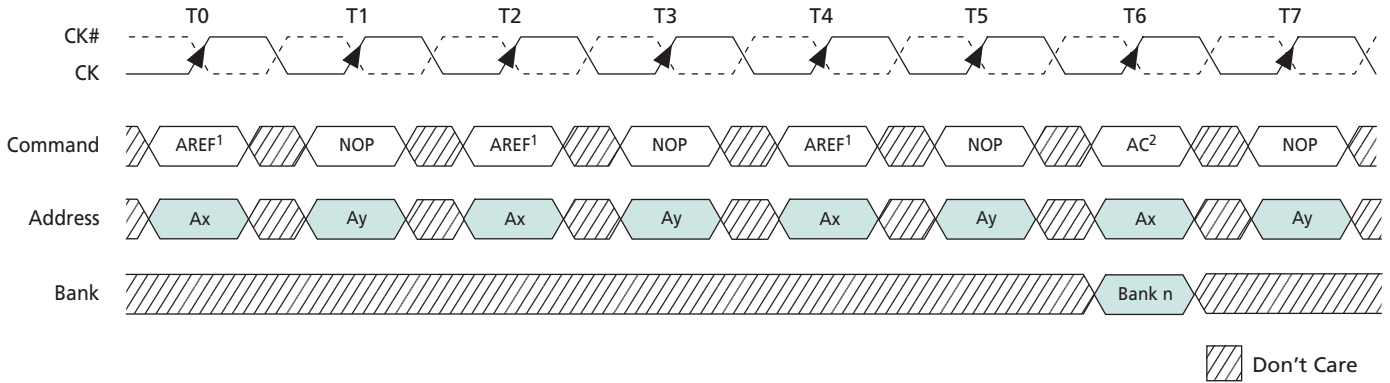 T0 T1 T2 T3 T4 T5 T6 T7
CK#
CK
Command AREF¹ NOP AREF¹ NOP AREF¹ NOP AC² NOP
Address Ax Ay Ax Ay Ax Ay Ax Ay
Bank Bank n
Don't Care